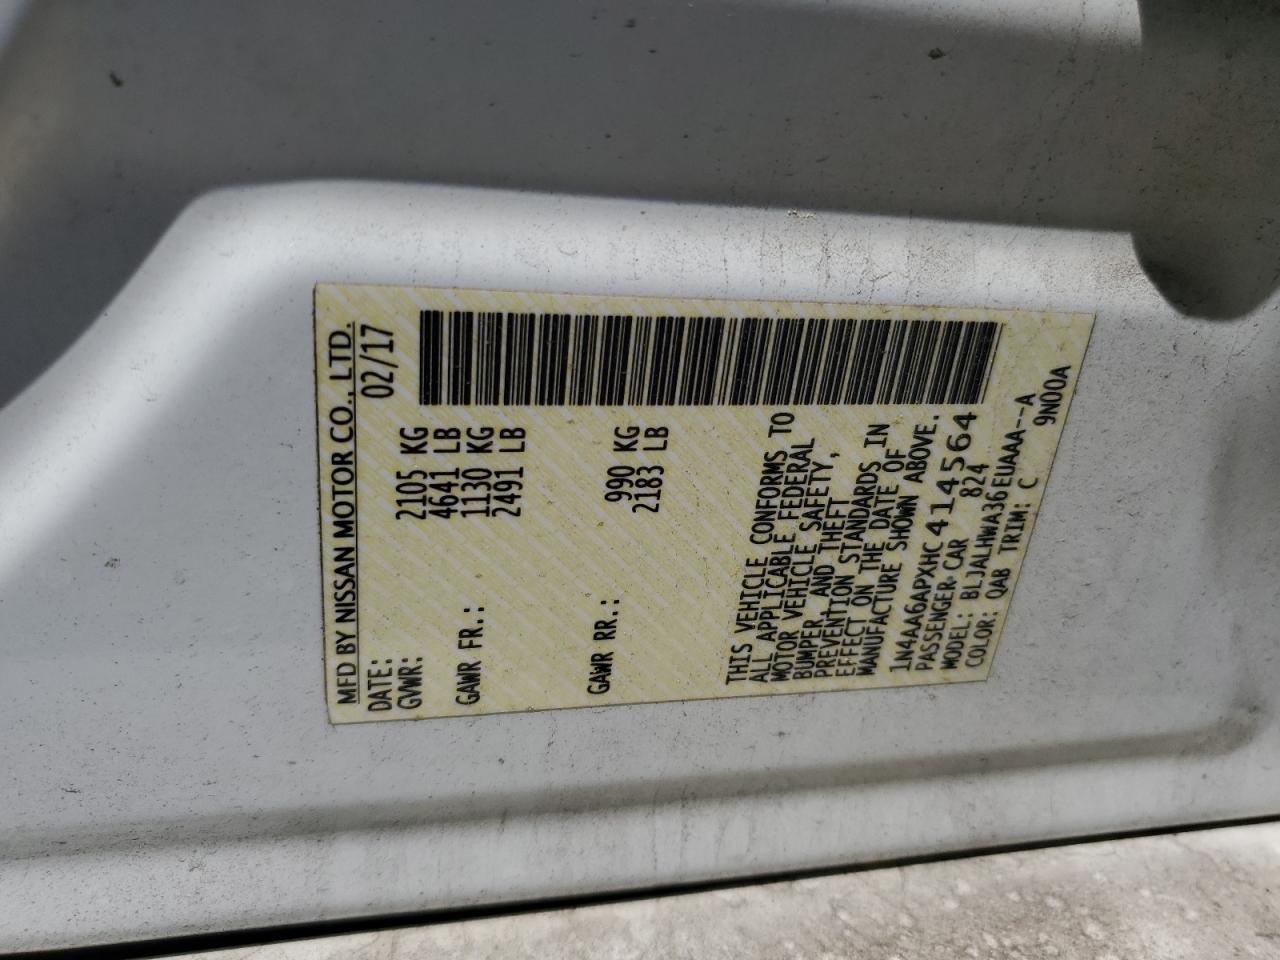 MFD BY NISSAN MOTOR CO., LTD.
DATE: 02/17
GVWR: 2105 KG
4641 LB
GAWR FR.: 1130 KG
2491 LB
GAWR RR.: 990 KG
2183 LB
THIS VEHICLE CONFORMS TO
ALL APPLICABLE FEDERAL
MOTOR VEHICLE SAFETY,
BUMPER, AND THEFT
PREVENTION STANDARDS IN
EFFECT ON THE DATE OF
MANUFACTURE SHOWN ABOVE.
1N4AA6APXHC414564
PASSENGER CAR 824
MODEL: BLJALHWA36EUAAA--A
COLOR: QAB TRIM: C 9N00A